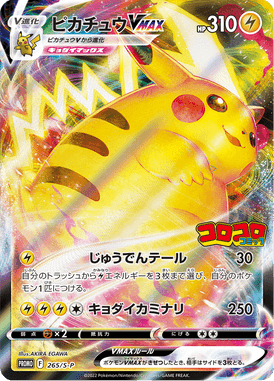 V進化
ピカチュウVMAX
HP310
ピカチュウVから進化
キョダイマックス
コロコロ
コミック
じゅうでんテール 30
自分のトラッシュからエネルギーを3枚まで選び、自分のポケモン1匹につける。
キョダイカミナリ 250
弱点 ×2 抵抗力 にげる
Illus. AKIRA EGAWA
VMAXルール
ポケモンVMAXがきぜつしたとき、相手はサイドを3枚とる。
PROMO F 265/S-P
©2022 Pokémon/Nintendo/Creatures/GAME FREAK.